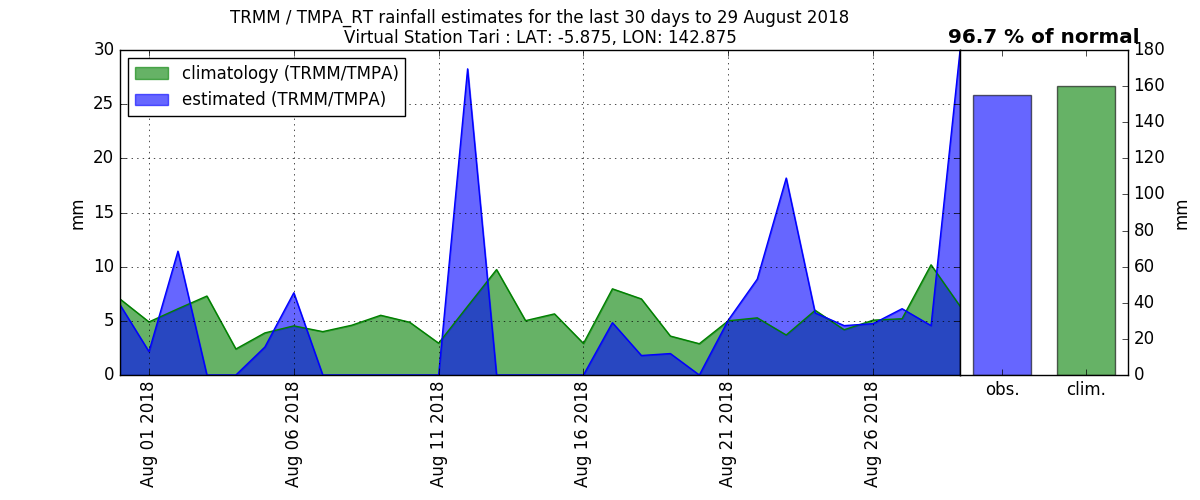 TRMM / TMPA_RT rainfall estimates for the last 30 days to 29 August 2018
Virtual Station Tari : LAT: -5.875, LON: 142.875
96.7 % of normal
climatology (TRMM/TMPA)
estimated (TRMM/TMPA)
30
25
20
15
10
5
0
mm
Aug 01 2018
Aug 06 2018
Aug 11 2018
Aug 16 2018
Aug 21 2018
Aug 26 2018
180
160
140
120
100
80
60
40
20
0
mm
obs.
clim.